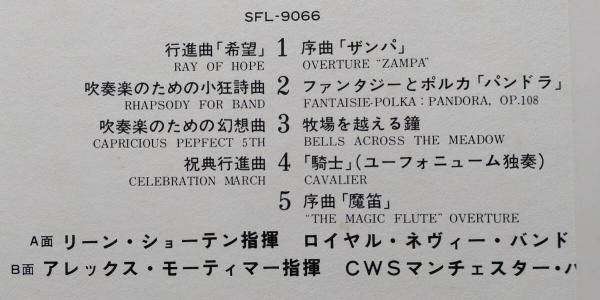 SFL-9066
行進曲「希望」 1 序曲「ザンパ」
RAY OF HOPE OVERTURE “ZAMPA”
吹奏楽のための小狂詩曲 2 ファンタジーとポルカ「パンドラ」
RHAPSODY FOR BAND FANTAISIE-POLKA : PANDORA, OP.108
吹奏楽のための幻想曲 3 牧場を越える鐘
CAPRICIOUS PEPFECT 5TH BELLS ACROSS THE MEADOW
祝典行進曲 4 「騎士」(ユーフォニューム独奏)
CELEBRATION MARCH CAVALIER
5 序曲「魔笛」
“THE MAGIC FLUTE” OVERTURE
A面 リーン・ショーテン指揮 ロイヤル・ネヴィー・バンド
B面 アレックス・モーティマー指揮 CWSマンチェスター・